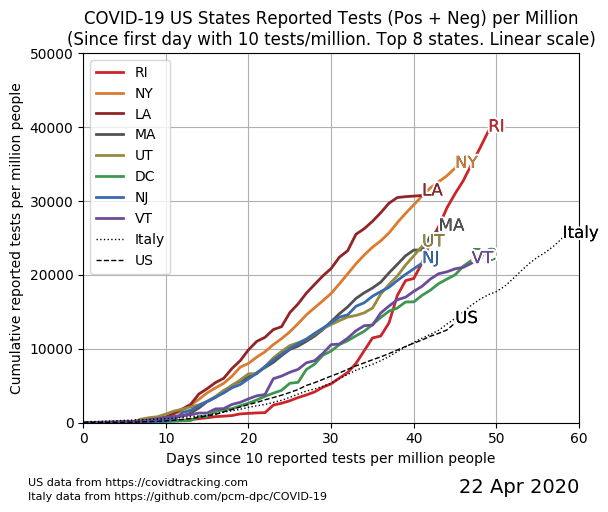 COVID-19 US States Reported Tests (Pos + Neg) per Million
(Since first day with 10 tests/million. Top 8 states. Linear scale)
Cumulative reported tests per million people
50000
40000
30000
20000
10000
0
RI
NY
LA
MA
UT
DC
NJ
VT
Italy
US
RI
NY
LA
MA
UT
NJ
VT
Italy
US
0 10 20 30 40 50 60
Days since 10 reported tests per million people
US data from https://covidtracking.com
Italy data from https://github.com/pcm-dpc/COVID-19
22 Apr 2020